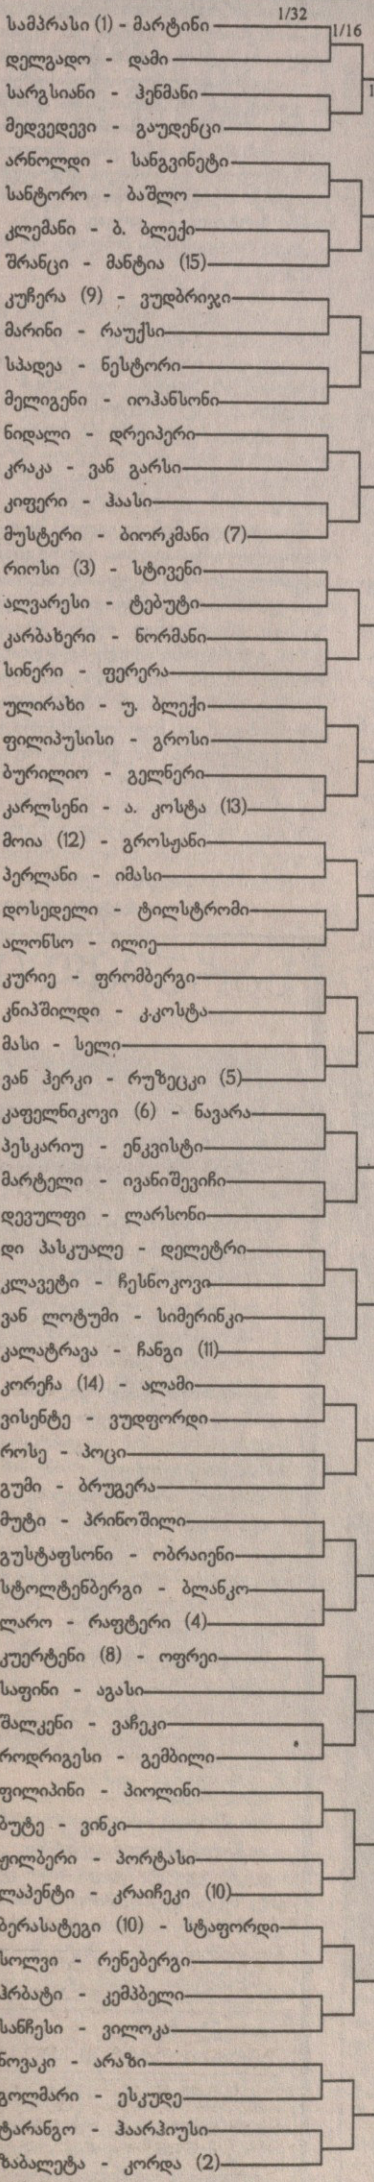 1/32
1/16
სამპრასი (1) - მარტინი
დელგადო - დამი
სარგსიანი - ჰენმანი
მედვედევი - გაუდენცი
არნოლდი - სანგვინეტი
სანტორო - ბაშლო
კლემანი - ბ. ბლექი
შრანცი - მანტია (15)
კუჩერა (9) - ვუდბრიჯი
მარინი - რაუქსი
სპადეა - ნესტორი
მელიგენი - იოჰანსონი
ნიდალი - დრეიპერი
კრაკა - ვან გარსი
კიფერი - ჰაასი
მუსტერი - ბიორკმანი (7)
რიოსი (3) - სტივენი
ალვარესი - ტებუტი
კარბახერი - ნორმანი
სინერი - ფერერა
ულირახი - უ. ბლექი
ფილიპუსისი - გროსი
ბურილიო - გელნერი
კარლსენი - ა. კოსტა (13)
მოია (12) - გროსჟანი
პერლანი - იმასი
დოსედელი - ტილსტრომი
ალონსო - ილიე
კურიე - ფრომბერგი
კნიპშილდი - კ.კოსტა
მასი - სელი
ვან ჰერკი - რუზეცკი (5)
კაფელნიკოვი (6) - ნავარა
პესკარიუ - ენკვისტი
მარტელი - ივანიშევიჩი
დევულფი - ლარსონი
დი პასკუალე - დელეტრი
კლავეტი - ჩესნოკოვი
ვან ლოტუმი - სიმერინკი
კალატრავა - ჩანგი (11)
კორეჩა (14) - ალამი
ვისენტე - ვუდფორდი
როსე - პოცი
გუმი - ბრუგერა
მუტი - პრინოშილი
გუსტაფსონი - ობრაიენი
სტოლტენბერგი - ბლანკო
ლარო - რაფტერი (4)
კუერტენი (8) - ოფრეი
საფინი - აგასი
შალკენი - ვაჩეკი
როდრიგესი - გემბილი
ფილიპინი - პიოლინი
ბუტე - ვინკი
ჟილბერი - პორტასი
ლაპენტი - კრაიჩეკი (10)
ბერასატეგი (10) - სტაფორდი
სოლვი - რენებერგი
ჰრბატი - კემპბელი
სანჩესი - ვილოკა
ნოვაკი - არაზი
გოლმარი - ესკუდე
ტარანგო - ჰაარჰიუსი
ზაბალეტა - კორდა (2)